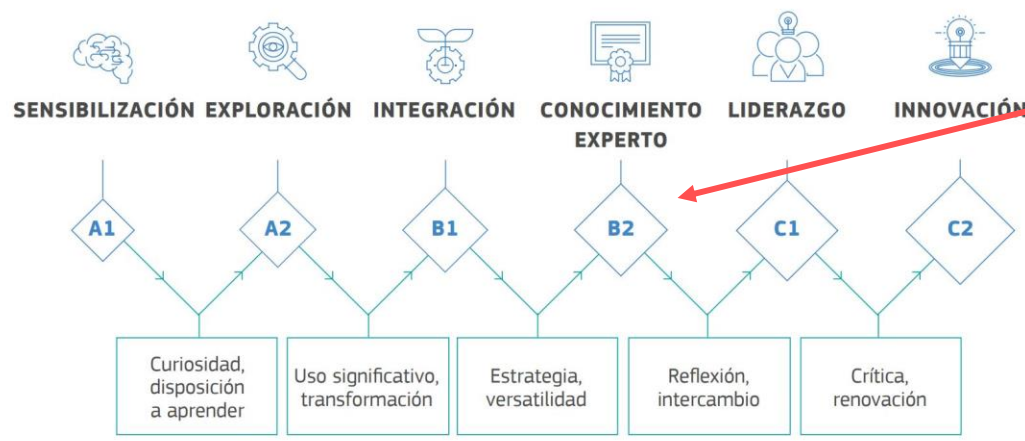 SENSIBILIZACIÓN EXPLORACIÓN INTEGRACIÓN CONOCIMIENTO LIDERAZGO INNOVACIÓN
EXPERTO
A1 A2 B1 B2 C1 C2
Curiosidad,
disposición
a aprender
Uso significativo,
transformación
Estrategia,
versatilidad
Reflexión,
intercambio
Crítica,
renovación